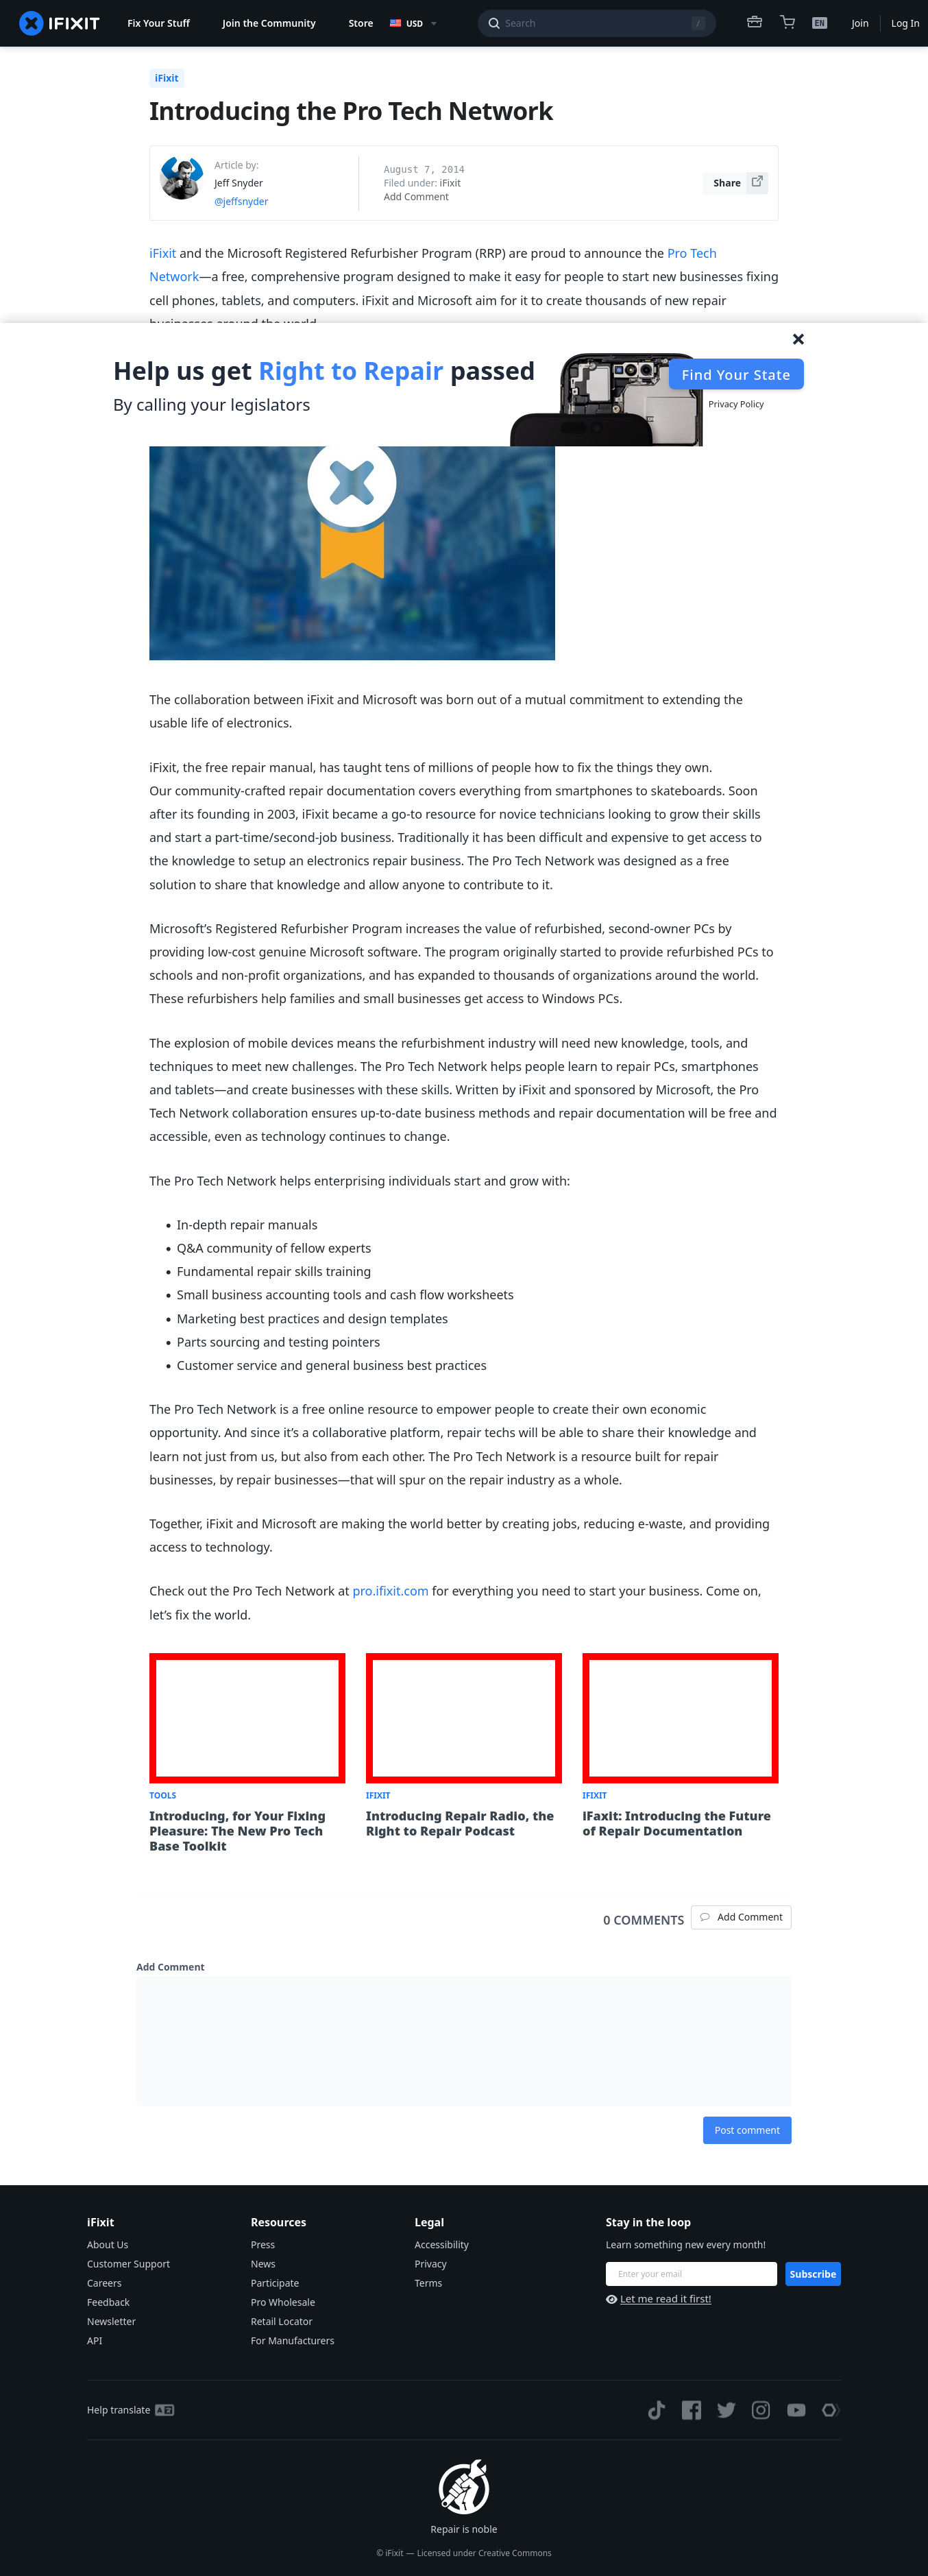 IFIXIT
Fix Your Stuff
Join the Community
Store
USD
Search
/
EN
Join
Log In
iFixit
Introducing the Pro Tech Network
Article by:
Jeff Snyder
@jeffsnyder
August 7, 2014
Filed under: iFixit
Add Comment
Share
iFixit and the Microsoft Registered Refurbisher Program (RRP) are proud to announce the Pro Tech
Network—a free, comprehensive program designed to make it easy for people to start new businesses fixing
cell phones, tablets, and computers. iFixit and Microsoft aim for it to create thousands of new repair
businesses around the world.
Help us get Right to Repair passed
By calling your legislators
Find Your State
Privacy Policy
The collaboration between iFixit and Microsoft was born out of a mutual commitment to extending the
usable life of electronics.
iFixit, the free repair manual, has taught tens of millions of people how to fix the things they own.
Our community-crafted repair documentation covers everything from smartphones to skateboards. Soon
after its founding in 2003, iFixit became a go-to resource for novice technicians looking to grow their skills
and start a part-time/second-job business. Traditionally it has been difficult and expensive to get access to
the knowledge to setup an electronics repair business. The Pro Tech Network was designed as a free
solution to share that knowledge and allow anyone to contribute to it.
Microsoft’s Registered Refurbisher Program increases the value of refurbished, second-owner PCs by
providing low-cost genuine Microsoft software. The program originally started to provide refurbished PCs to
schools and non-profit organizations, and has expanded to thousands of organizations around the world.
These refurbishers help families and small businesses get access to Windows PCs.
The explosion of mobile devices means the refurbishment industry will need new knowledge, tools, and
techniques to meet new challenges. The Pro Tech Network helps people learn to repair PCs, smartphones
and tablets—and create businesses with these skills. Written by iFixit and sponsored by Microsoft, the Pro
Tech Network collaboration ensures up-to-date business methods and repair documentation will be free and
accessible, even as technology continues to change.
The Pro Tech Network helps enterprising individuals start and grow with:
• In-depth repair manuals
• Q&A community of fellow experts
• Fundamental repair skills training
• Small business accounting tools and cash flow worksheets
• Marketing best practices and design templates
• Parts sourcing and testing pointers
• Customer service and general business best practices
The Pro Tech Network is a free online resource to empower people to create their own economic
opportunity. And since it’s a collaborative platform, repair techs will be able to share their knowledge and
learn not just from us, but also from each other. The Pro Tech Network is a resource built for repair
businesses, by repair businesses—that will spur on the repair industry as a whole.
Together, iFixit and Microsoft are making the world better by creating jobs, reducing e-waste, and providing
access to technology.
Check out the Pro Tech Network at pro.ifixit.com for everything you need to start your business. Come on,
let’s fix the world.
TOOLS
Introducing, for Your Fixing
Pleasure: The New Pro Tech
Base Toolkit
IFIXIT
Introducing Repair Radio, the
Right to Repair Podcast
IFIXIT
iFaxit: Introducing the Future
of Repair Documentation
0 COMMENTS
Add Comment
Add Comment
Post comment
iFixit
About Us
Customer Support
Careers
Feedback
Newsletter
API
Resources
Press
News
Participate
Pro Wholesale
Retail Locator
For Manufacturers
Legal
Accessibility
Privacy
Terms
Stay in the loop
Learn something new every month!
Enter your email
Subscribe
Let me read it first!
Help translate
Repair is noble
© iFixit — Licensed under Creative Commons